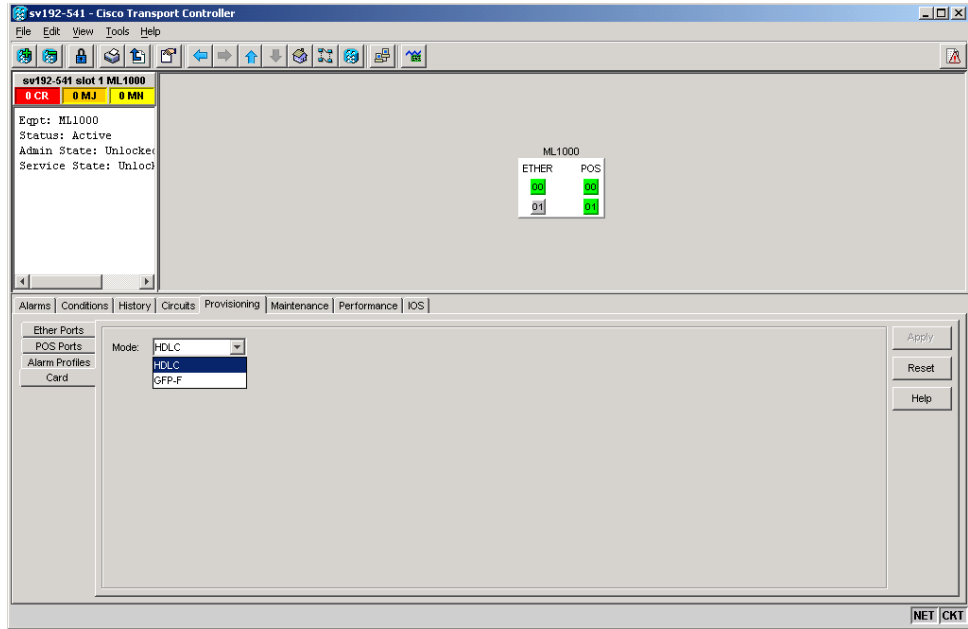 sv192-541 - Cisco Transport Controller
File Edit View Tools Help
sv192-541 slot 1 ML1000
0 CR 0 MJ 0 MN
Eqpt: ML1000
Status: Active
Admin State: Unlocked
Service State: Unlock
ML1000
ETHER POS
00 00
01 01
Alarms Conditions History Circuits Provisioning Maintenance Performance IOS
Ether Ports
POS Ports
Alarm Profiles
Card
Mode: HDLC
HDLC
GFP-F
Apply
Reset
Help
NET CKT